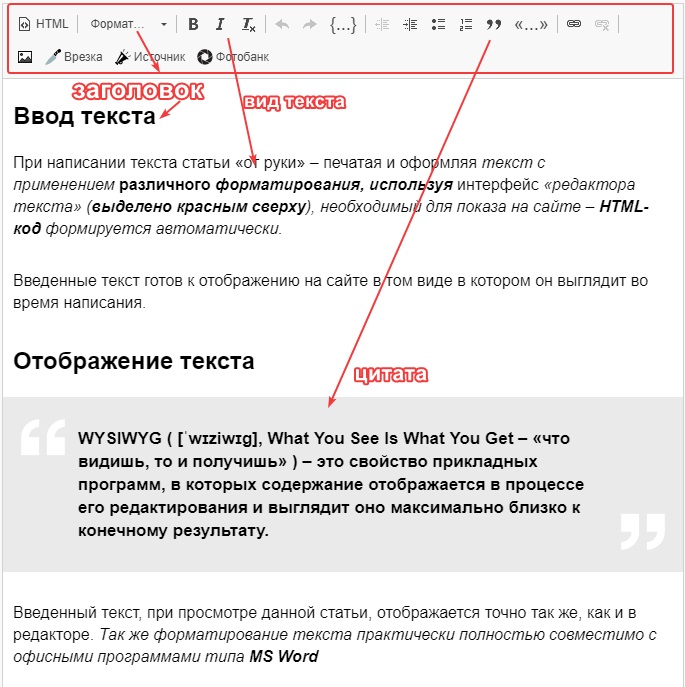 HTML Формат... B I Tx {...} «...»
Врезка Источник Фотобанк
заголовок
вид текста
Ввод текста
При написании текста статьи «от руки» – печатая и оформляя текст с
применением различного форматирования, используя интерфейс «редактора
текста» (выделено красным сверху), необходимый для показа на сайте – HTML-
код формируется автоматически.
Введенные текст готов к отображению на сайте в том виде в котором он выглядит во
время написания.
Отображение текста
цитата
WYSIWYG ( [ˈwɪziwɪg], What You See Is What You Get – «что
видишь, то и получишь» ) – это свойство прикладных
программ, в которых содержание отображается в процессе
его редактирования и выглядит оно максимально близко к
конечному результату.
Введенный текст, при просмотре данной статьи, отображается точно так же, как и в
редакторе. Так же форматирование текста практически полностью совместимо с
офисными программами типа MS Word